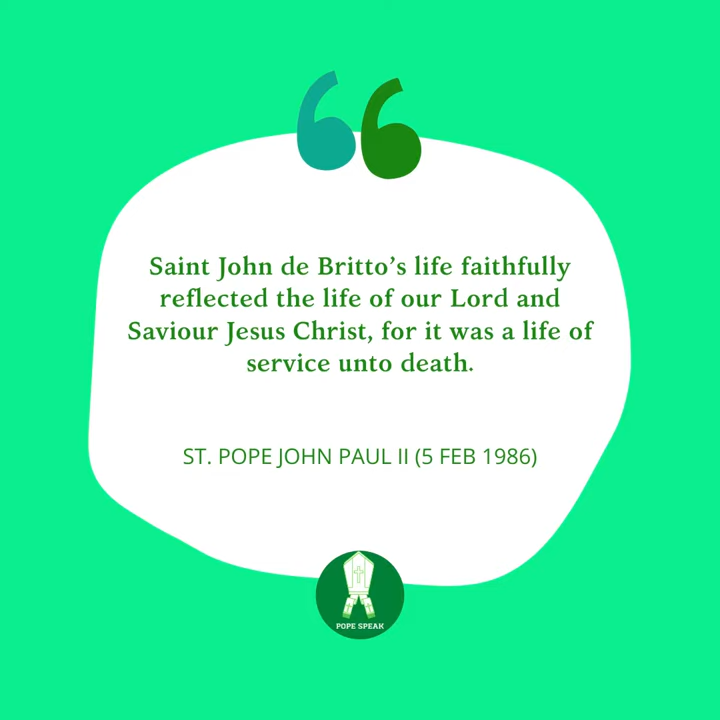 Saint John de Britto’s life faithfully
reflected the life of our Lord and
Saviour Jesus Christ, for it was a life of
service unto death.
ST. POPE JOHN PAUL II (5 FEB 1986)
POPE SPEAK